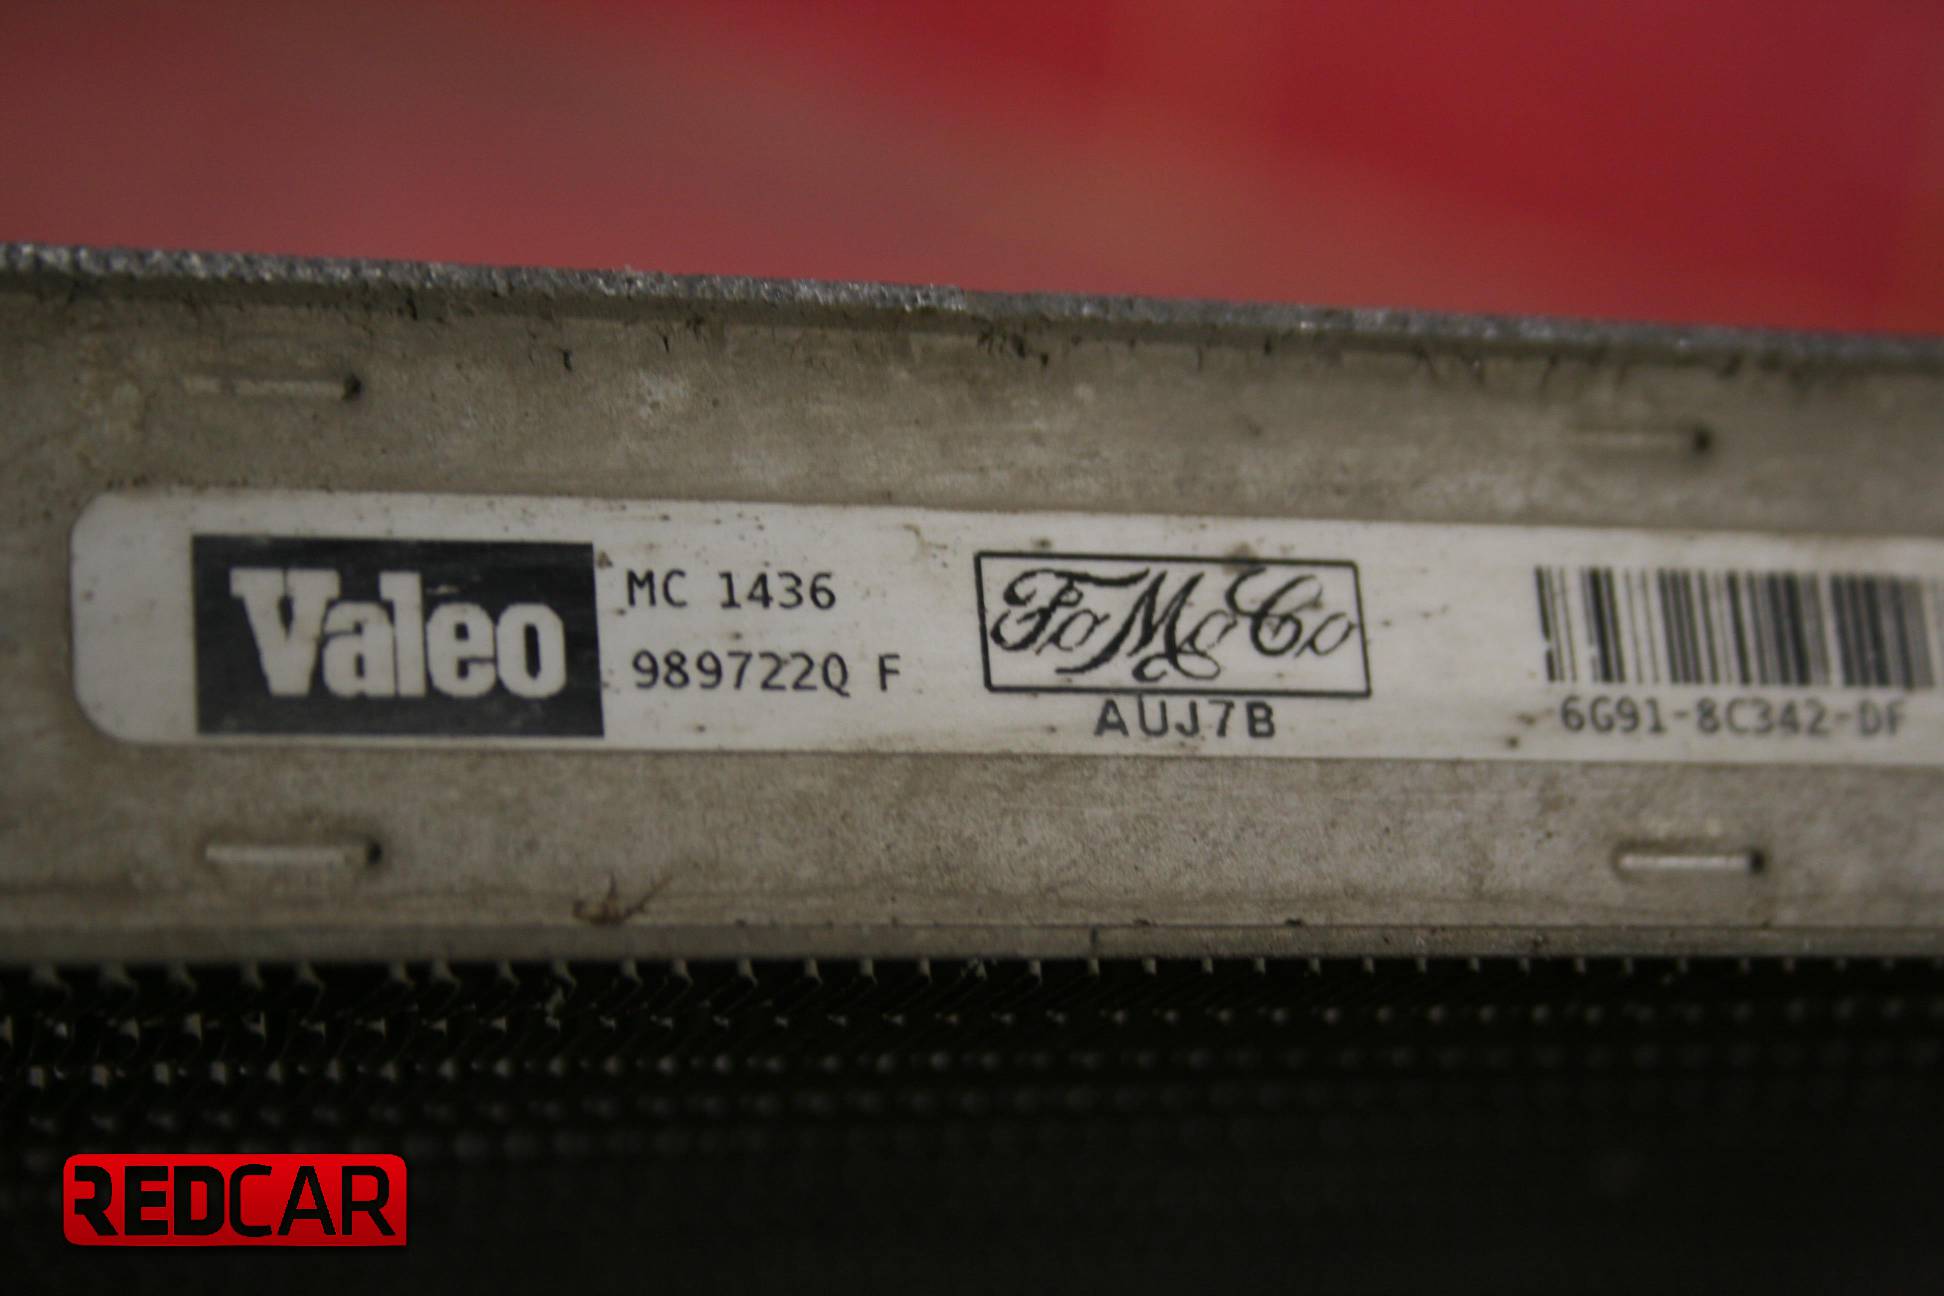 Valeo
MC 1436
989722Q F
FoMoCo
AUJ7B
6G91-8C342-DF
REDCAR